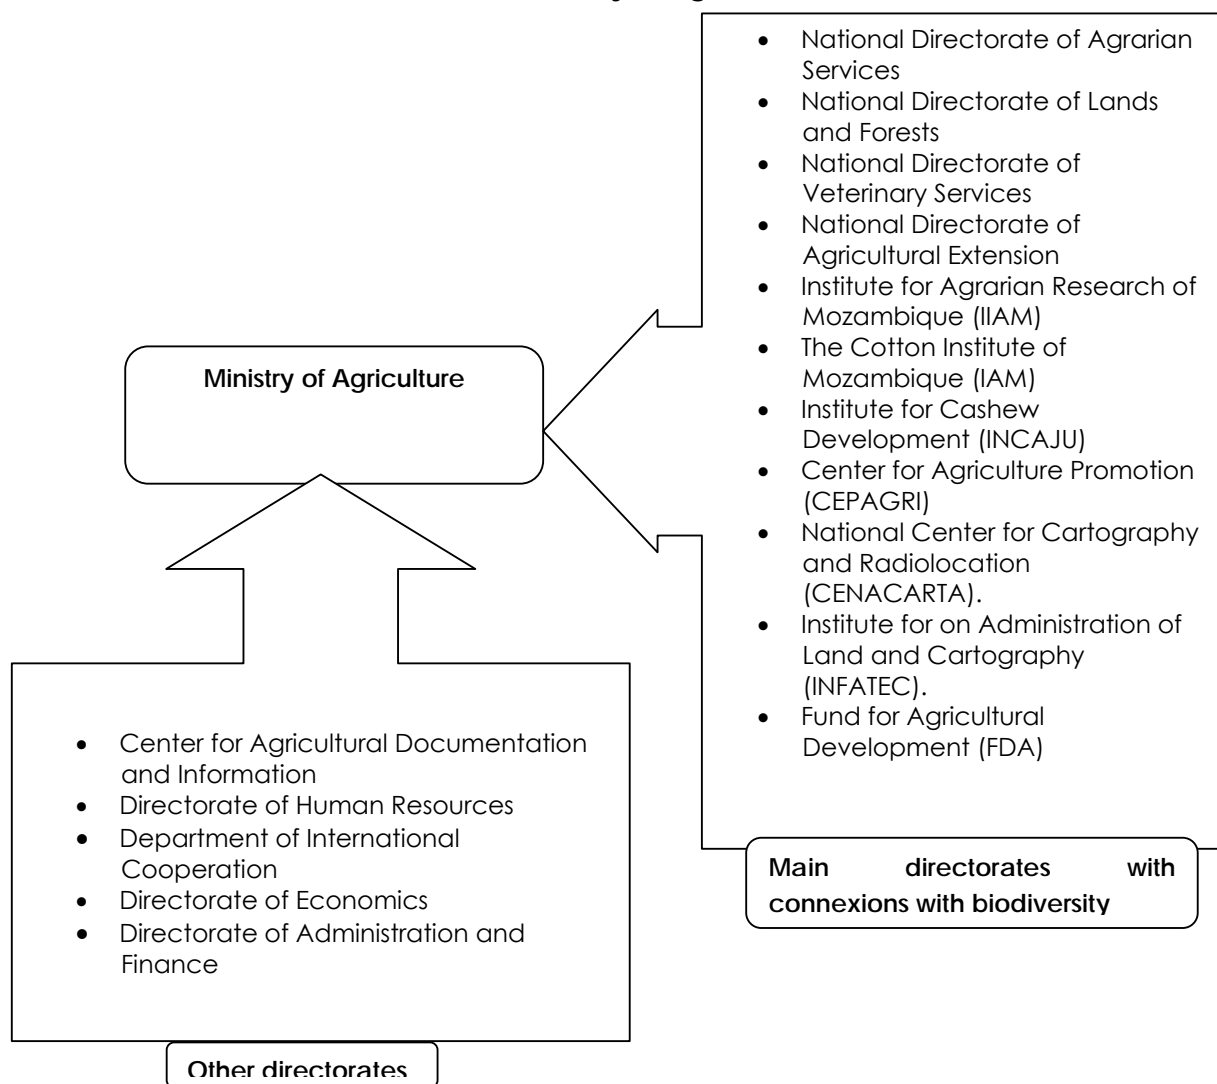 • National Directorate of Agrarian
Services
• National Directorate of Lands
and Forests
• National Directorate of
Veterinary Services
• National Directorate of
Agricultural Extension
• Institute for Agrarian Research of
Mozambique (IIAM)
• The Cotton Institute of
Mozambique (IAM)
• Institute for Cashew
Development (INCAJU)
• Center for Agriculture Promotion
(CEPAGRI)
• National Center for Cartography
and Radiolocation
(CENACARTA).
• Institute for on Administration of
Land and Cartography
(INFATEC).
• Fund for Agricultural
Development (FDA)
Main directorates with
connexions with biodiversity
Ministry of Agriculture
• Center for Agricultural Documentation
and Information
• Directorate of Human Resources
• Department of International
Cooperation
• Directorate of Economics
• Directorate of Administration and
Finance
Other directorates